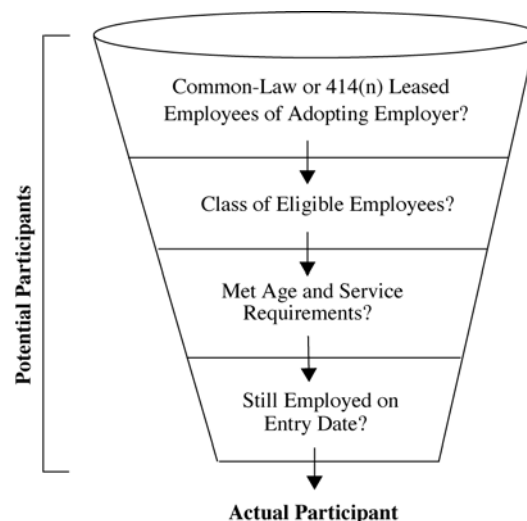 Common-Law or 414(n) Leased
Employees of Adopting Employer?
Class of Eligible Employees?
Met Age and Service
Requirements?
Still Employed on
Entry Date?
Actual Participant
Potential Participants